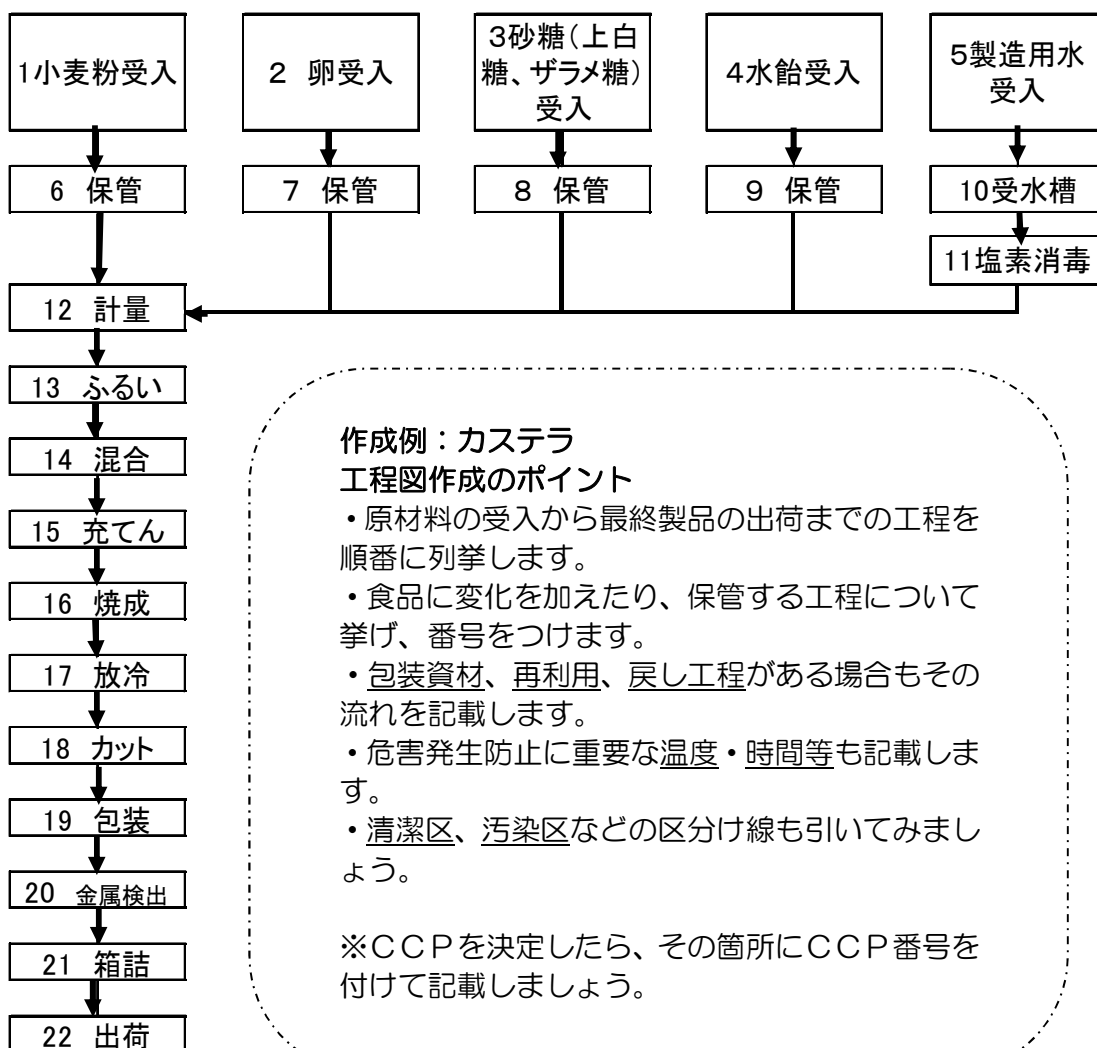 1小麦粉受入
2 卵受入
3砂糖(上白
糖、ザラメ糖)
受入
4水飴受入
5製造用水
受入
6 保管
7 保管
8 保管
9 保管
10受水槽
11塩素消毒
12 計量
13 ふるい
14 混合
15 充てん
16 焼成
17 放冷
18 カット
19 包装
20 金属検出
21 箱詰
22 出荷
作成例：カステラ
工程図作成のポイント
・原材料の受入から最終製品の出荷までの工程を
順番に列挙します。
・食品に変化を加えたり、保管する工程について
挙げ、番号をつけます。
・包装資材、再利用、戻し工程がある場合もその
流れを記載します。
・危害発生防止に重要な温度・時間等も記載しま
す。
・清潔区、汚染区などの区分け線も引いてみまし
ょう。
※ＣＣＰを決定したら、その箇所にＣＣＰ番号を
付けて記載しましょう。